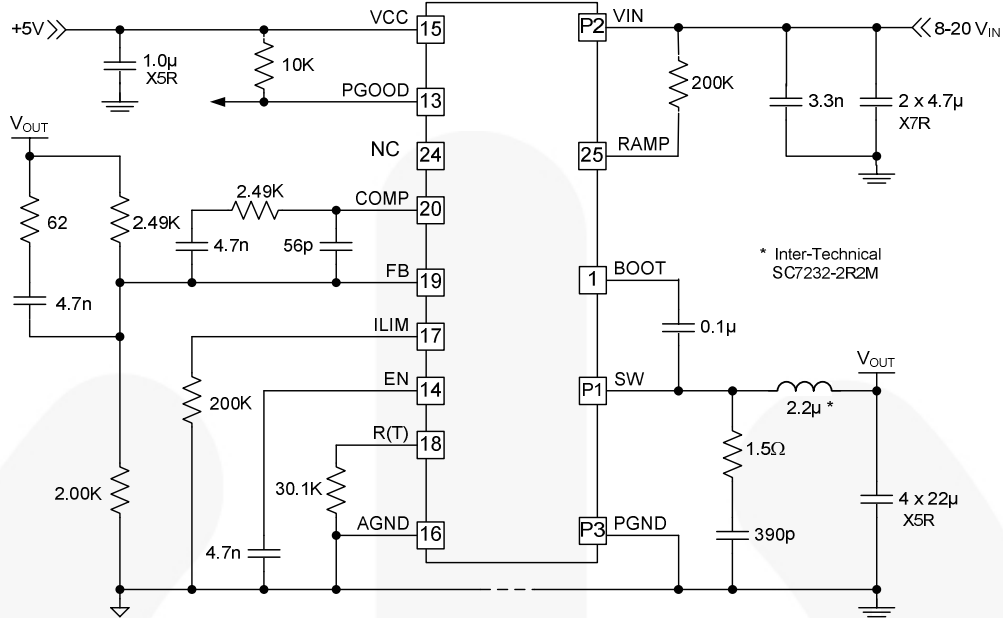 +5V
VCC
15
P2
VIN
8-20 VIN
1.0µ
X5R
10K
PGOOD
13
200K
3.3n
2 x 4.7µ
X7R
VOUT
NC
24
25
RAMP
62
2.49K
2.49K
COMP
20
4.7n
56p
* Inter-Technical
SC7232-2R2M
4.7n
FB
19
1
BOOT
0.1µ
ILIM
17
200K
EN
14
P1
SW
VOUT
2.2µ *
R(T)
18
1.5Ω
2.00K
30.1K
4 x 22µ
X5R
AGND
16
P3
PGND
390p
4.7n